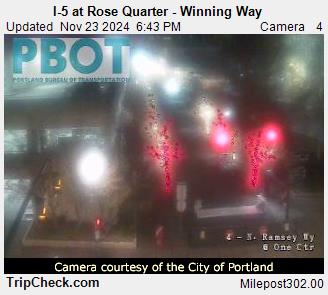 I-5 at Rose Quarter - Winning Way
Updated Nov 23 2024 6:43 PM Camera 4
PBOT
PORTLAND BUREAU OF TRANSPORTATION
4 - N. Ramsey Wy
@ One Ctr
Camera courtesy of the City of Portland
TripCheck.com Milepost302.00